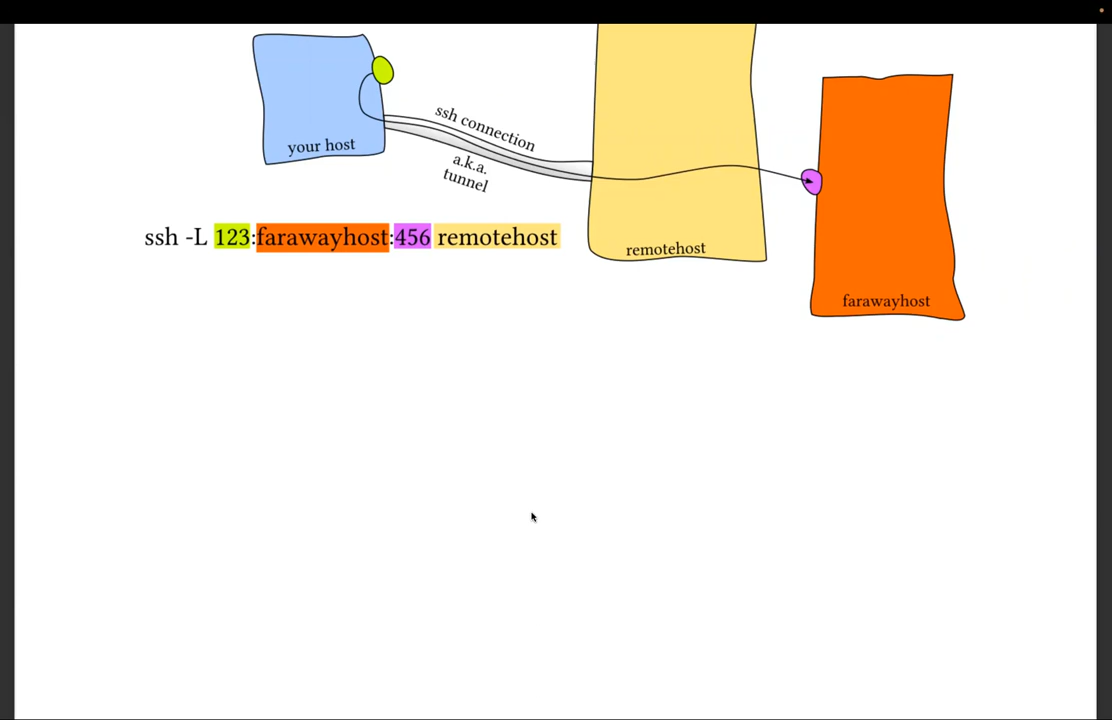 ssh connection
a.k.a.
tunnel
your host
remotehost
farawayhost
ssh -L 123:farawayhost:456 remotehost